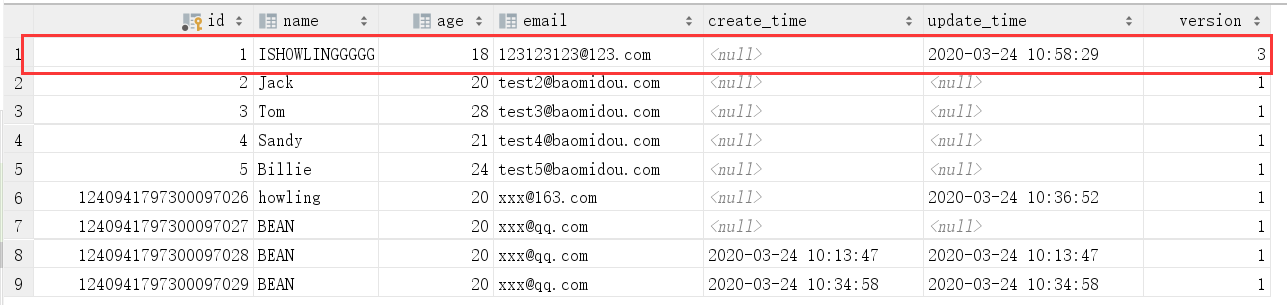 id name age email create_time update_time version
1 1 ISHOWLINGGGGG 18 123123123@123.com <null> 2020-03-24 10:58:29 3
2 2 Jack 20 test2@baomidou.com <null> <null> 1
3 3 Tom 28 test3@baomidou.com <null> <null> 1
4 4 Sandy 21 test4@baomidou.com <null> <null> 1
5 5 Billie 24 test5@baomidou.com <null> <null> 1
6 1240941797300097026 howling 20 xxx@163.com <null> 2020-03-24 10:36:52 1
7 1240941797300097027 BEAN 20 xxx@qq.com <null> <null> 1
8 1240941797300097028 BEAN 20 xxx@qq.com 2020-03-24 10:13:47 2020-03-24 10:13:47 1
9 1240941797300097029 BEAN 20 xxx@qq.com 2020-03-24 10:34:58 2020-03-24 10:34:58 1